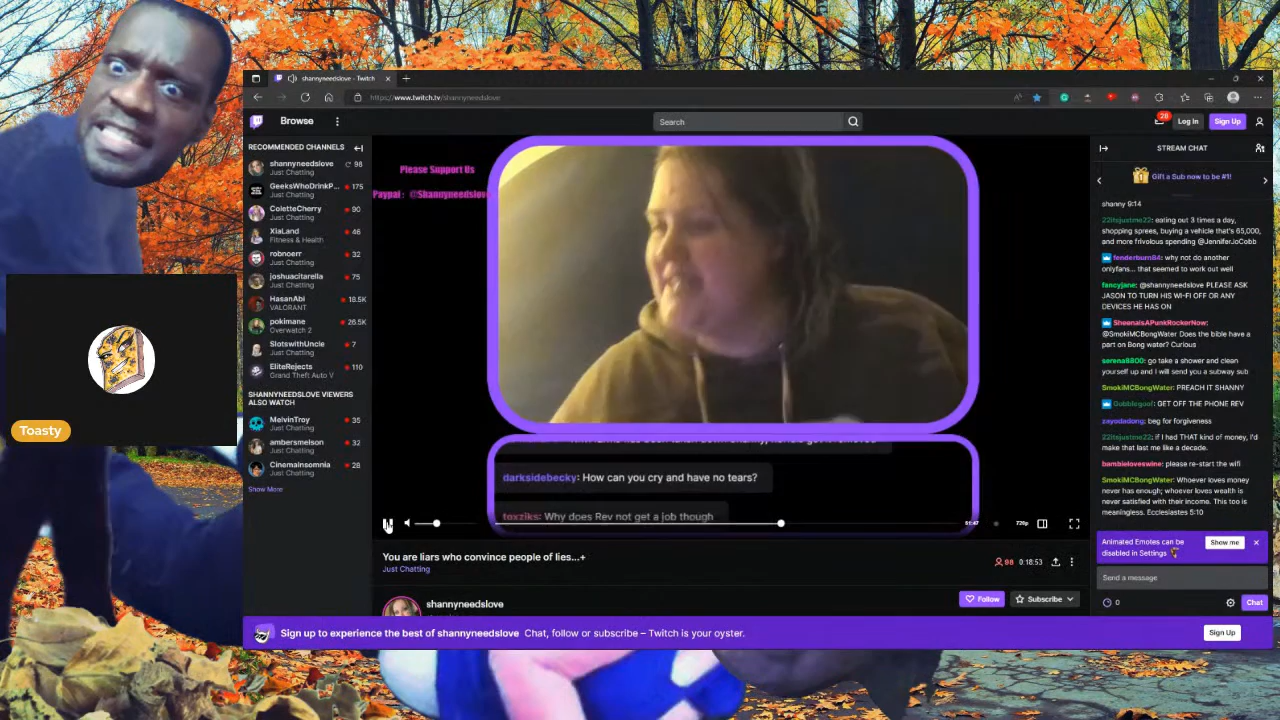 shannyneedslove - Twitch
https://www.twitch.tv/shannyneedslove
Browse
Search
28
Log In
Sign Up
RECOMMENDED CHANNELS
shannyneedslove
98
Just Chatting
GeeksWhoDrinkP...
175
Just Chatting
ColetteCherry
90
Just Chatting
XiaLand
46
Fitness & Health
robnoerr
32
Just Chatting
joshuacitarella
75
Just Chatting
HasanAbi
18.5K
VALORANT
pokimane
26.5K
Overwatch 2
SlotswithUncle
7
Just Chatting
EliteRejects
110
Grand Theft Auto V
SHANNYNEEDSLOVE VIEWERS
ALSO WATCH
MelvinTroy
35
Just Chatting
ambersmelson
32
Just Chatting
CinemaInsomnia
28
Just Chatting
Show More
Toasty
Please Support Us
Paypal : @Shannyneedslov
darksidebecky: How can you cry and have no tears?
toxziks: Why does Rev not get a job though
51:47
720p
You are liars who convince people of lies...+
Just Chatting
88
0:18:53
shannyneedslove
Follow
Subscribe
STREAM CHAT
Gift a Sub now to be #1!
shanny 9:14
22itsjustme22: eating out 3 times a day,
shopping sprees, buying a vehicle that's 65,000,
and more frivolous spending @JenniferJoCobb
fenderburn84: why not do another
onlyfans... that seemed to work out well
fancyjane: @shannyneedslove PLEASE ASK
JASON TO TURN HIS WI-FI OFF OR ANY
DEVICES HE HAS ON
SheenaIsAPunkRockerNow:
@SmokiMCBongWater Does the bible have a
part on Bong water? Curious
serena8800: go take a shower and clean
yourself up and I will send you a subway sub
SmokiMCBongWater: PREACH IT SHANNY
Gobblegoof: GET OFF THE PHONE REV
zayodadong: beg for forgiveness
22itsjustme22: if I had THAT kind of money, I'd
make that last me like a decade.
bambieloveswine: please re-start the wifi
SmokiMCBongWater: Whoever loves money
never has enough; whoever loves wealth is
never satisfied with their income. This too is
meaningless. Ecclesiastes 5:10
Animated Emotes can be
disabled in Settings
Show me
Send a message
0
Chat
Sign up to experience the best of shannyneedslove Chat, follow or subscribe – Twitch is your oyster.
Sign Up